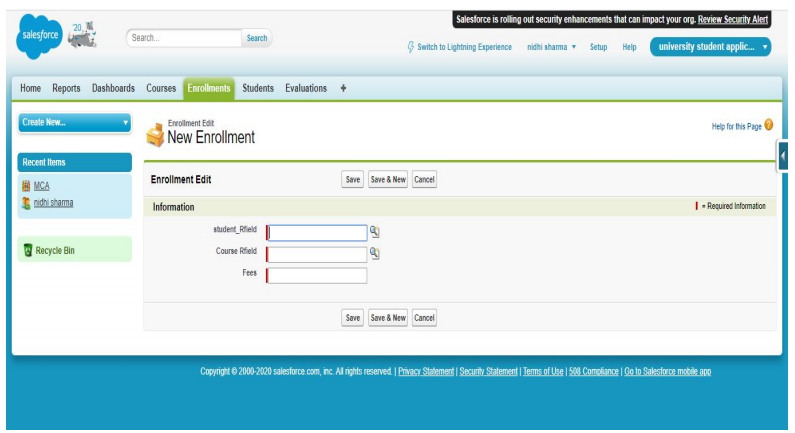 Salesforce is rolling out security enhancements that can impact your org. Review Security Alert
salesforce
'20
Search...
Search
Switch to Lightning Experience
nidhi sharma
Setup
Help
university student applic...
Home Reports Dashboards Courses Enrollments Students Evaluations +
Create New...
Enrollment Edit
New Enrollment
Help for this Page
Recent Items
MCA
nidhi sharma
Recycle Bin
Enrollment Edit
Save
Save & New
Cancel
Information
= Required Information
student_Rfield
Course Rfield
Fees
Save
Save & New
Cancel
Copyright © 2000-2020 salesforce.com, inc. All rights reserved. | Privacy Statement | Security Statement | Terms of Use | 508 Compliance | Go to Salesforce mobile app